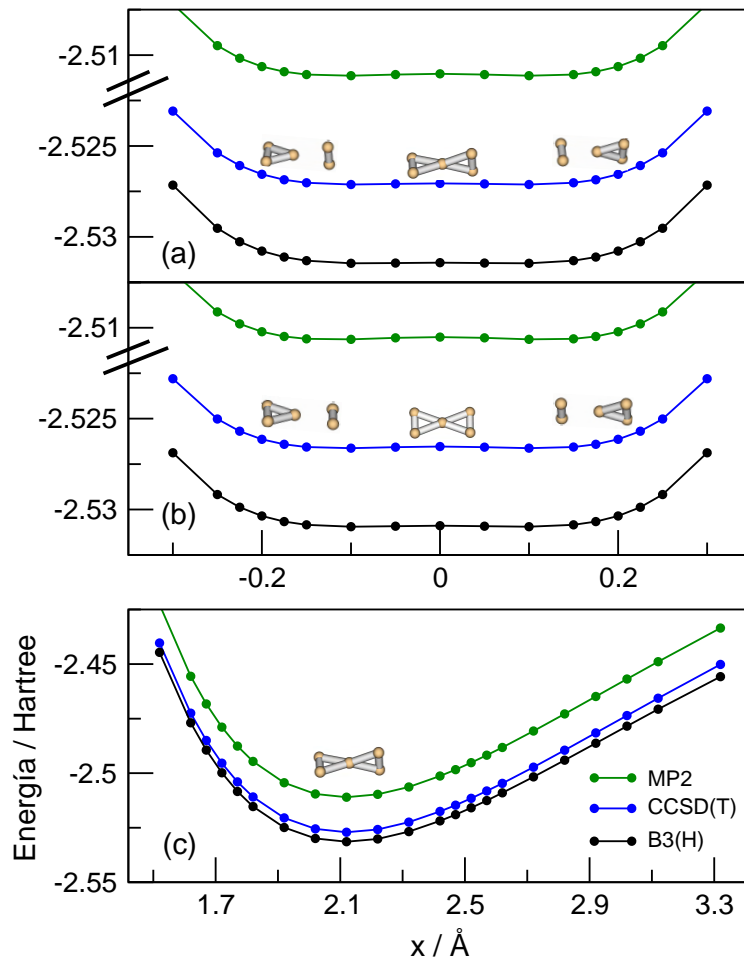 -2.51
-2.525
-2.53
(a)
-2.51
-2.525
-2.53
(b)
-0.2 0 0.2
-2.45
-2.5
-2.55
Energía / Hartree
(c)
MP2
CCSD(T)
B3(H)
1.7 2.1 2.5 2.9 3.3
x / Å